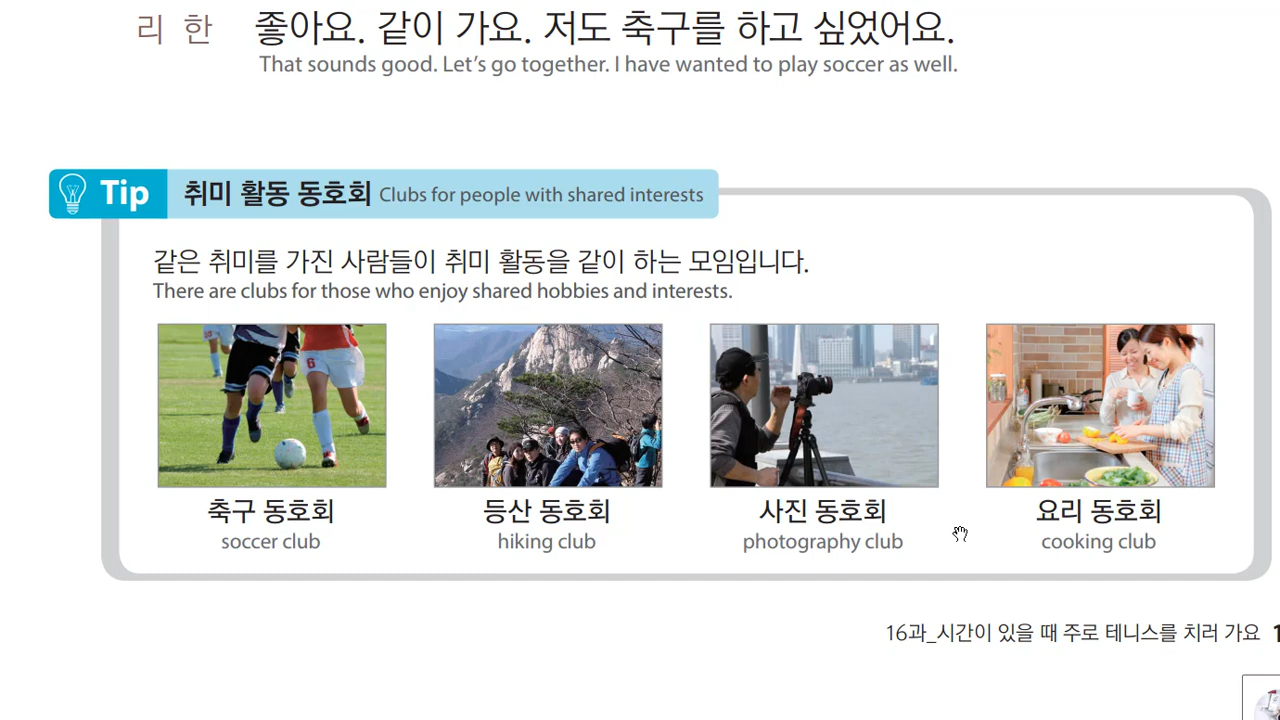 리 한 좋아요. 같이 가요. 저도 축구를 하고 싶었어요.
That sounds good. Let's go together. I have wanted to play soccer as well.
Tip 취미 활동 동호회 Clubs for people with shared interests
같은 취미를 가진 사람들이 취미 활동을 같이 하는 모임입니다.
There are clubs for those who enjoy shared hobbies and interests.
6
축구 동호회 등산 동호회 사진 동호회 요리 동호회
soccer club hiking club photography club cooking club
16과_시간이 있을 때 주로 테니스를 치러 가요